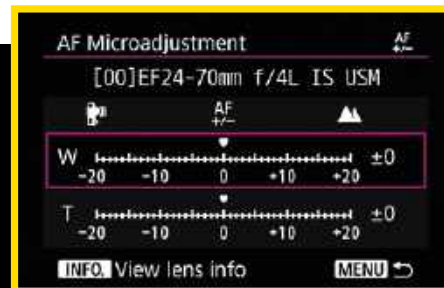 AF Microadjustment AF +/-
[00]EF24-70mm f/4L IS USM
AF +/-
W ±0
-20 -10 0 +10 +20
T ±0
-20 -10 0 +10 +20
INFO. View lens info MENU